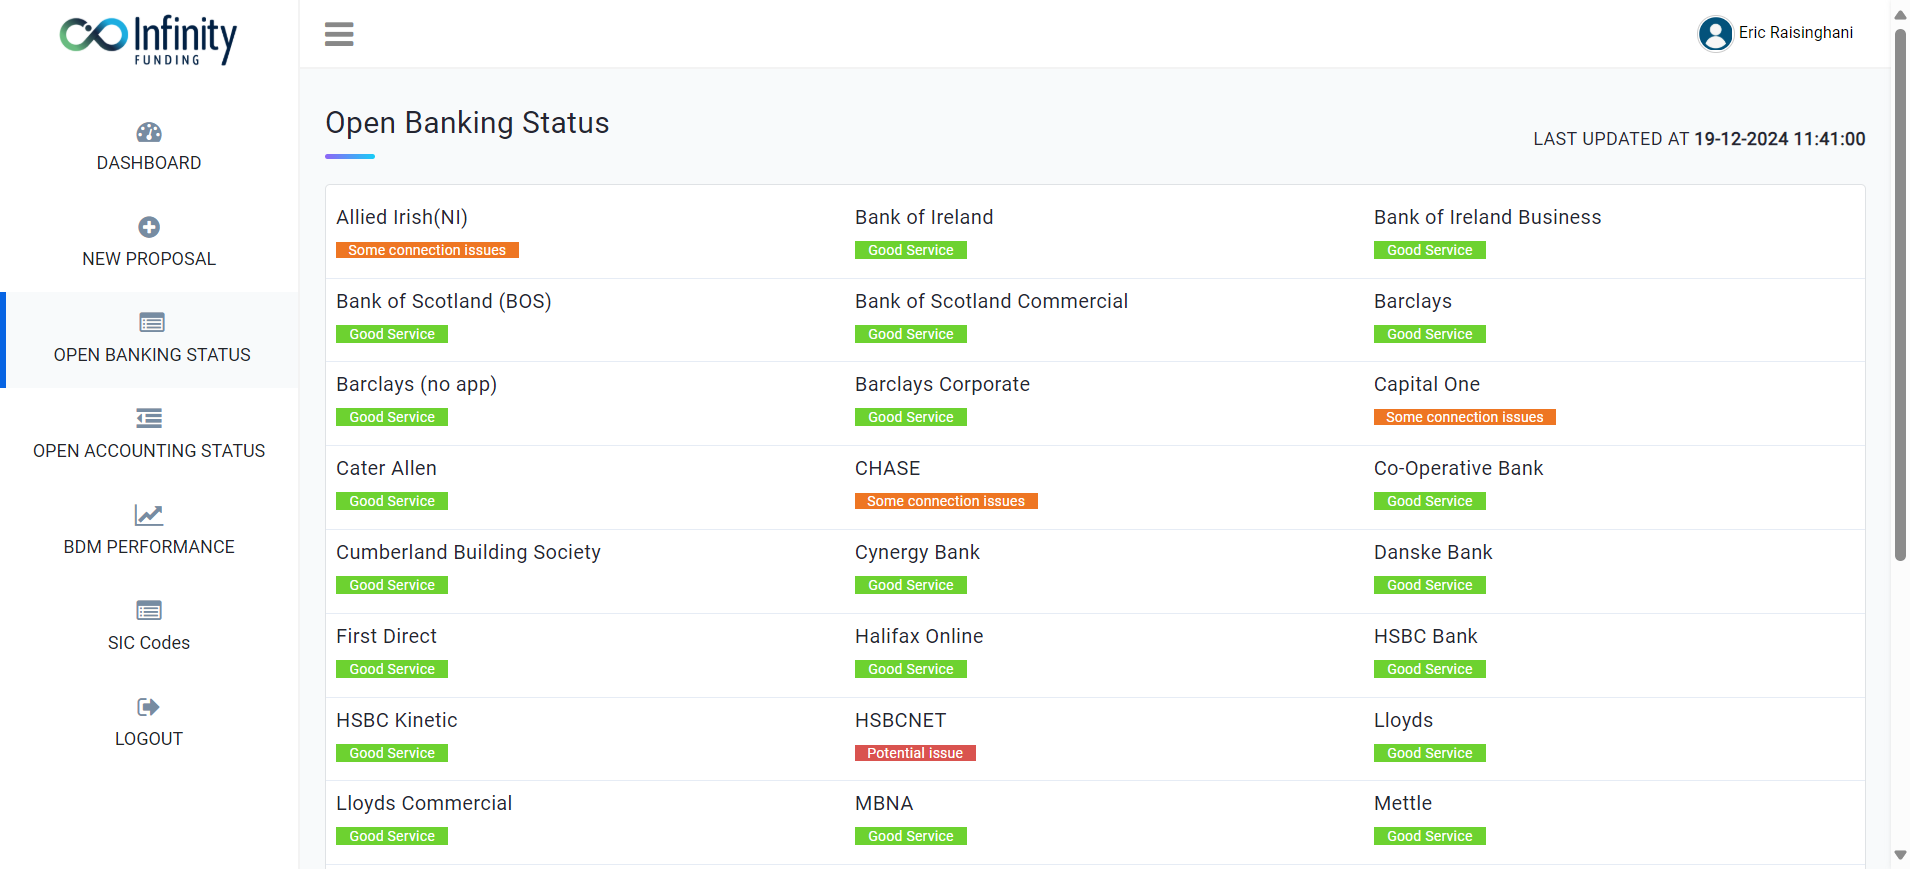 Infinity
FUNDING
Eric Raisinghani
DASHBOARD
NEW PROPOSAL
OPEN BANKING STATUS
OPEN ACCOUNTING STATUS
BDM PERFORMANCE
SIC Codes
LOGOUT
Open Banking Status
LAST UPDATED AT 19-12-2024 11:41:00
Allied Irish(NI)
Some connection issues
Bank of Ireland
Good Service
Bank of Ireland Business
Good Service
Bank of Scotland (BOS)
Good Service
Bank of Scotland Commercial
Good Service
Barclays
Good Service
Barclays (no app)
Good Service
Barclays Corporate
Good Service
Capital One
Some connection issues
Cater Allen
Good Service
CHASE
Some connection issues
Co-Operative Bank
Good Service
Cumberland Building Society
Good Service
Cynergy Bank
Good Service
Danske Bank
Good Service
First Direct
Good Service
Halifax Online
Good Service
HSBC Bank
Good Service
HSBC Kinetic
Good Service
HSBCNET
Potential issue
Lloyds
Good Service
Lloyds Commercial
Good Service
MBNA
Good Service
Mettle
Good Service